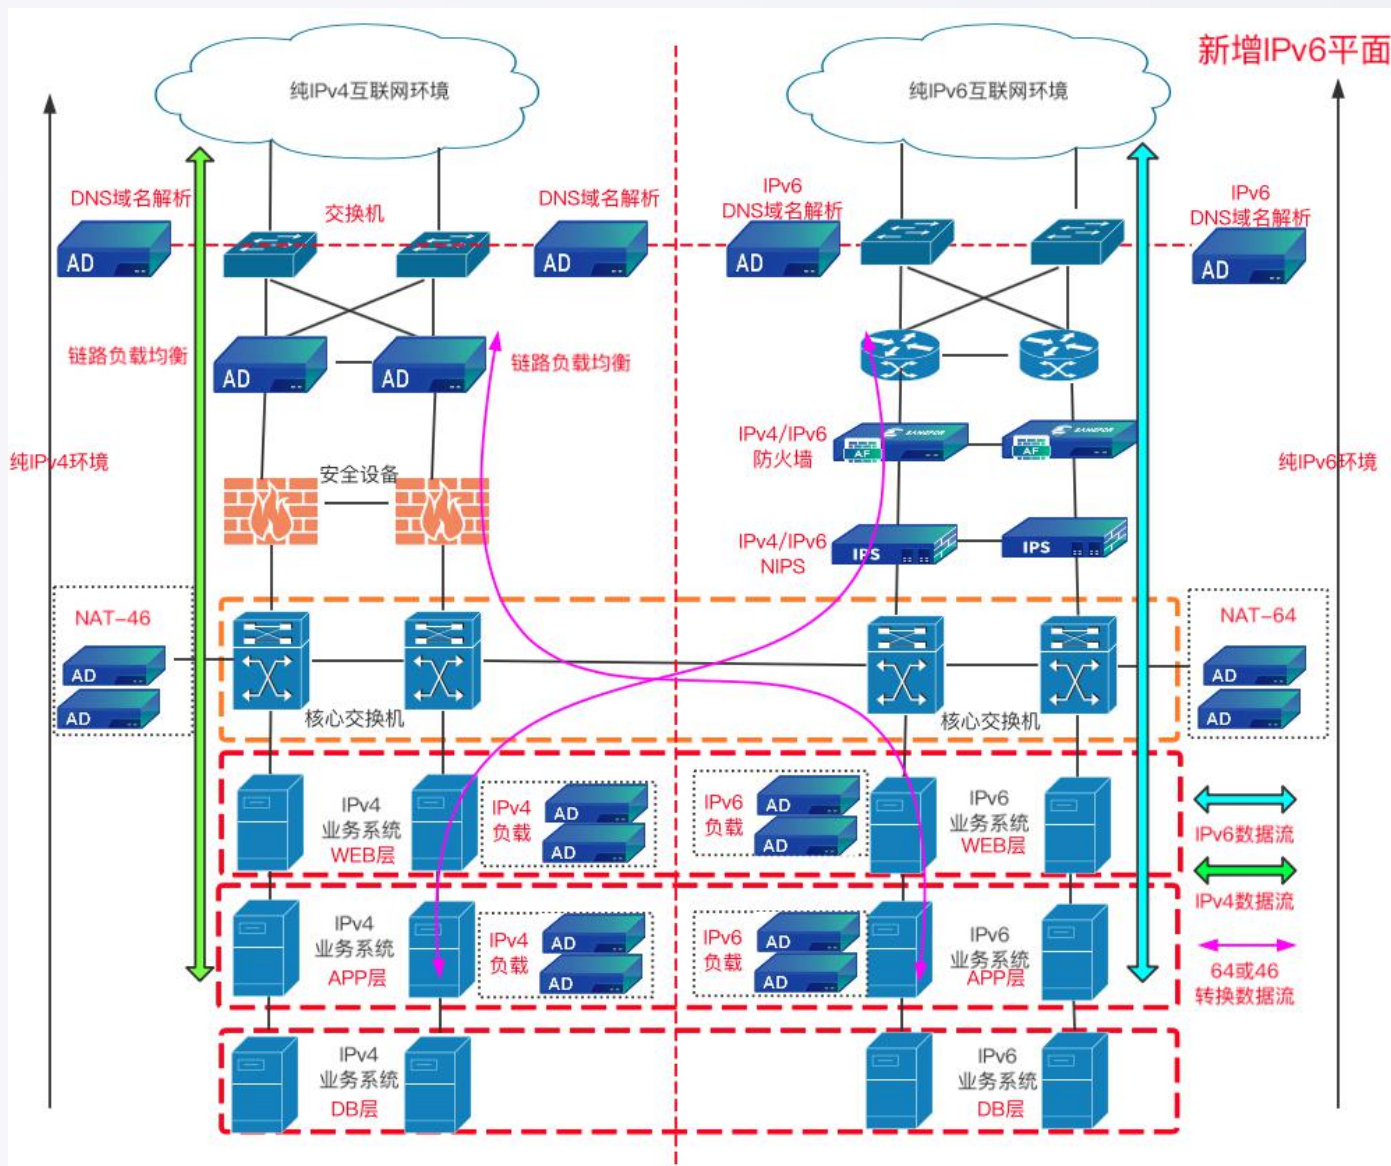 新增IPv6平面
纯IPv4互联网环境
纯IPv6互联网环境
DNS域名解析
交换机
DNS域名解析
IPv6
DNS域名解析
IPv6
DNS域名解析
AD
AD
AD
AD
链路负载均衡
AD
AD
链路负载均衡
纯IPv4环境
安全设备
IPv4/IPv6
防火墙
SANGFOR
AF
SANGFOR
AF
纯IPv6环境
IPv4/IPv6
NIPS
IPS
IPS
NAT-46
AD
AD
核心交换机
核心交换机
NAT-64
AD
AD
IPv4
业务系统
WEB层
IPv4
负载
AD
AD
IPv6
负载
AD
AD
IPv6
业务系统
WEB层
IPv6数据流
IPv4数据流
64或46
转换数据流
IPv4
业务系统
APP层
IPv4
负载
AD
AD
IPv6
负载
AD
AD
IPv6
业务系统
APP层
IPv4
业务系统
DB层
IPv6
业务系统
DB层